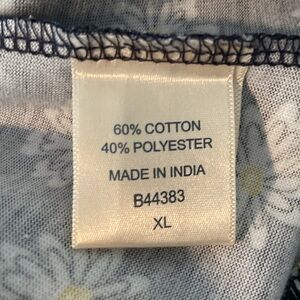 60% COTTON
40% POLYESTER
MADE IN INDIA
B44383
XL